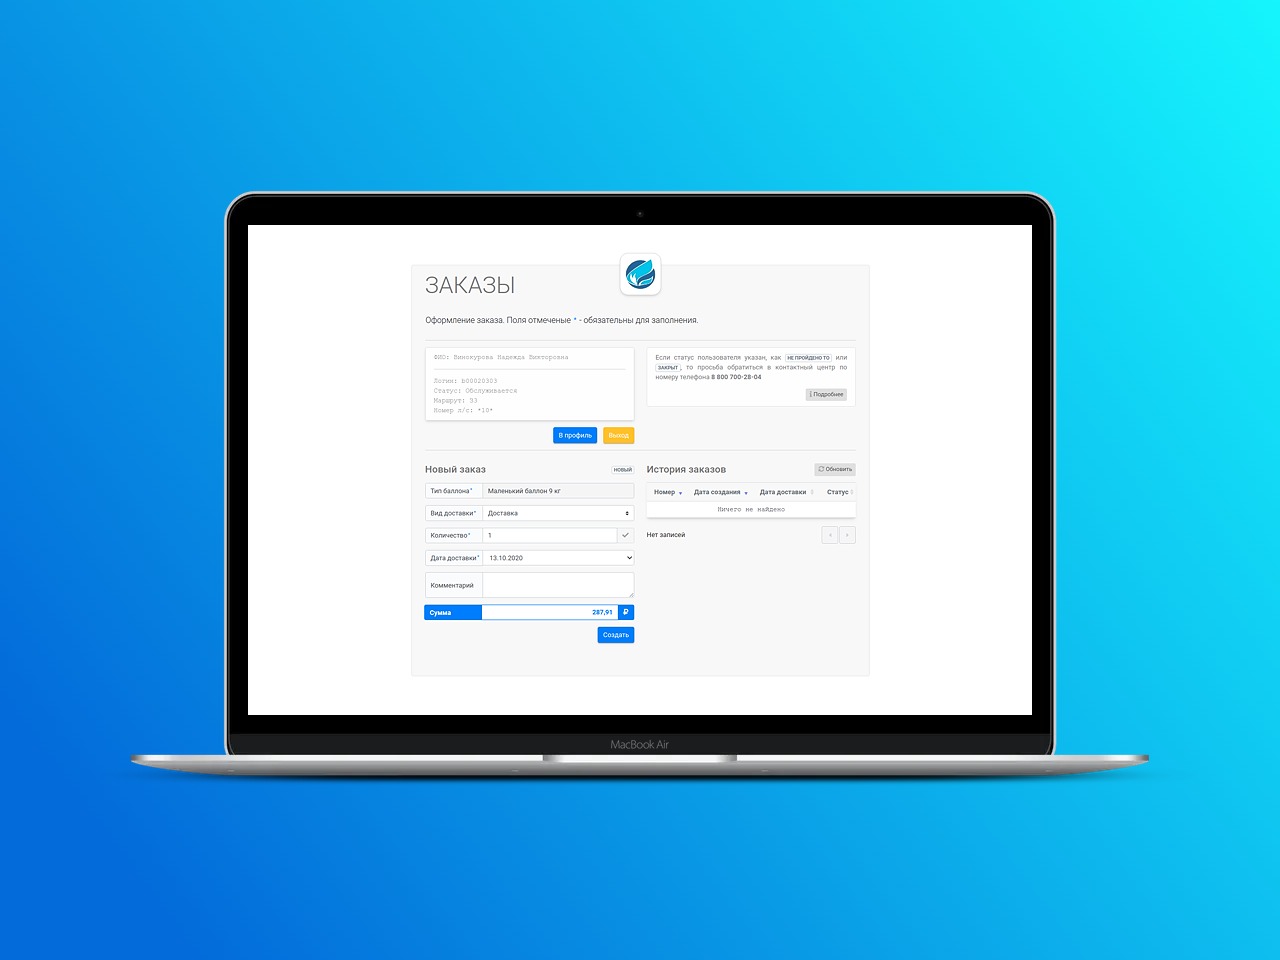 ЗАКАЗЫ
Оформление заказа. Поля отмеченые * - обязательны для заполнения.
ФИО: Винокурова Надежда Викторовна
Логин: b00020303
Статус: Обслуживается
Маршрут: 93
Номер л/с: *10*
Если статус пользователя указан, как НЕ ПРОЙДЕНО ТО или
ЗАКРЫТ, то просьба обратиться в контактный центр по
номеру телефона 8 800 700-28-04
Подробнее
В профиль
Выход
Новый заказ
НОВЫЙ
Тип баллона* Маленький баллон 9 кг
Вид доставки* Доставка
Количество* 1
Дата доставки* 13.10.2020
Комментарий
Сумма 287,91 ₽
Создать
История заказов
Обновить
Номер Дата создания Дата доставки Статус
Ничего не найдено
Нет записей
‹ ›
MacBook Air